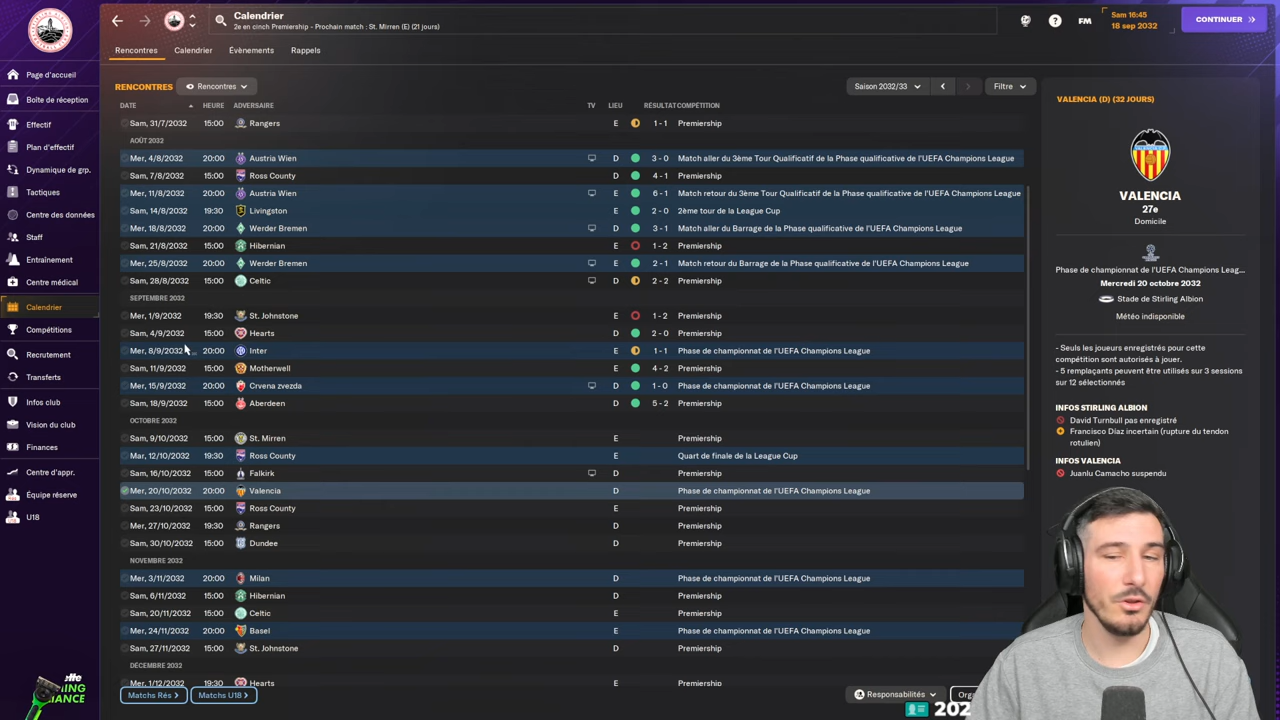 Calendrier
2e en cinch Premiership - Prochain match : St. Mirren (E) (21 jours)
Sam 16:45
18 sep 2032
FM
CONTINUER
Rencontres Calendrier Évènements Rappels
Page d'accueil
Boîte de réception
Effectif
Plan d'effectif
Dynamique de grp.
Tactiques
Centre des données
Staff
Entraînement
Centre médical
Calendrier
Compétitions
Recrutement
Transferts
Infos club
Vision du club
Finances
Centre d'appr.
Équipe réserve
U18
RENCONTRES Rencontres Saison 2032/33 Filtre
DATE HEURE ADVERSAIRE TV LIEU RÉSULTAT COMPÉTITION
Sam, 31/7/2032 15:00 Rangers E 1 - 1 Premiership
AOÛT 2032
Mer, 4/8/2032 20:00 Austria Wien D 3 - 0 Match aller du 3ème Tour Qualificatif de la Phase qualificative de l'UEFA Champions League
Sam, 7/8/2032 15:00 Ross County D 4 - 1 Premiership
Mer, 11/8/2032 20:00 Austria Wien E 6 - 1 Match retour du 3ème Tour Qualificatif de la Phase qualificative de l'UEFA Champions League
Sam, 14/8/2032 19:30 Livingston E 2 - 0 2ème tour de la League Cup
Mer, 18/8/2032 20:00 Werder Bremen D 3 - 1 Match aller du Barrage de la Phase qualificative de l'UEFA Champions League
Sam, 21/8/2032 15:00 Hibernian E 1 - 2 Premiership
Mer, 25/8/2032 20:00 Werder Bremen E 2 - 1 Match retour du Barrage de la Phase qualificative de l'UEFA Champions League
Sam, 28/8/2032 15:00 Celtic D 2 - 2 Premiership
SEPTEMBRE 2032
Mer, 1/9/2032 19:30 St. Johnstone E 1 - 2 Premiership
Sam, 4/9/2032 15:00 Hearts D 2 - 0 Premiership
Mer, 8/9/2032 20:00 Inter E 1 - 1 Phase de championnat de l'UEFA Champions League
Sam, 11/9/2032 15:00 Motherwell E 4 - 2 Premiership
Mer, 15/9/2032 20:00 Crvena zvezda D 1 - 0 Phase de championnat de l'UEFA Champions League
Sam, 18/9/2032 15:00 Aberdeen D 5 - 2 Premiership
OCTOBRE 2032
Sam, 9/10/2032 15:00 St. Mirren E Premiership
Mar, 12/10/2032 19:30 Ross County E Quart de finale de la League Cup
Sam, 16/10/2032 15:00 Falkirk D Premiership
Mer, 20/10/2032 20:00 Valencia D Phase de championnat de l'UEFA Champions League
Sam, 23/10/2032 15:00 Ross County D Premiership
Mer, 27/10/2032 19:30 Rangers D Premiership
Sam, 30/10/2032 15:00 Dundee D Premiership
NOVEMBRE 2032
Mer, 3/11/2032 20:00 Milan D Phase de championnat de l'UEFA Champions League
Sam, 6/11/2032 15:00 Hibernian D Premiership
Sam, 20/11/2032 15:00 Celtic E Premiership
Mer, 24/11/2032 20:00 Basel E Phase de championnat de l'UEFA Champions League
Sam, 27/11/2032 15:00 St. Johnstone D Premiership
DÉCEMBRE 2032
Mer, 1/12/2032 19:30 Hearts E Premiership
Matchs Rés Matchs U18 Responsabilités
202
VALENCIA (D) (32 JOURS)
VALENCIA
27e
Domicile
Phase de championnat de l'UEFA Champions Leag...
Mercredi 20 octobre 2032
Stade de Stirling Albion
Météo indisponible
- Seuls les joueurs enregistrés pour cette
compétition sont autorisés à jouer.
- 5 remplaçants peuvent être utilisés sur 3 sessions
sur 12 sélectionnés
INFOS STIRLING ALBION
David Turnbull pas enregistré
Francisco Díaz incertain (rupture du tendon
rotulien)
INFOS VALENCIA
Juanlu Camacho suspendu